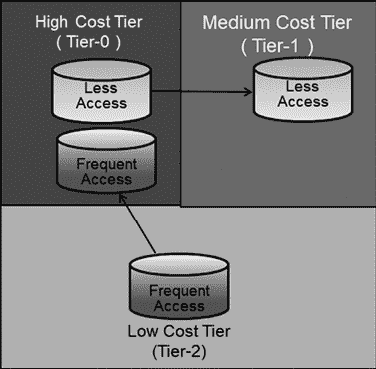 High Cost Tier
( Tier-0 )
Less
Access
Frequent
Access
Medium Cost Tier
( Tier-1 )
Less
Access
Frequent
Access
Low Cost Tier
(Tier-2)